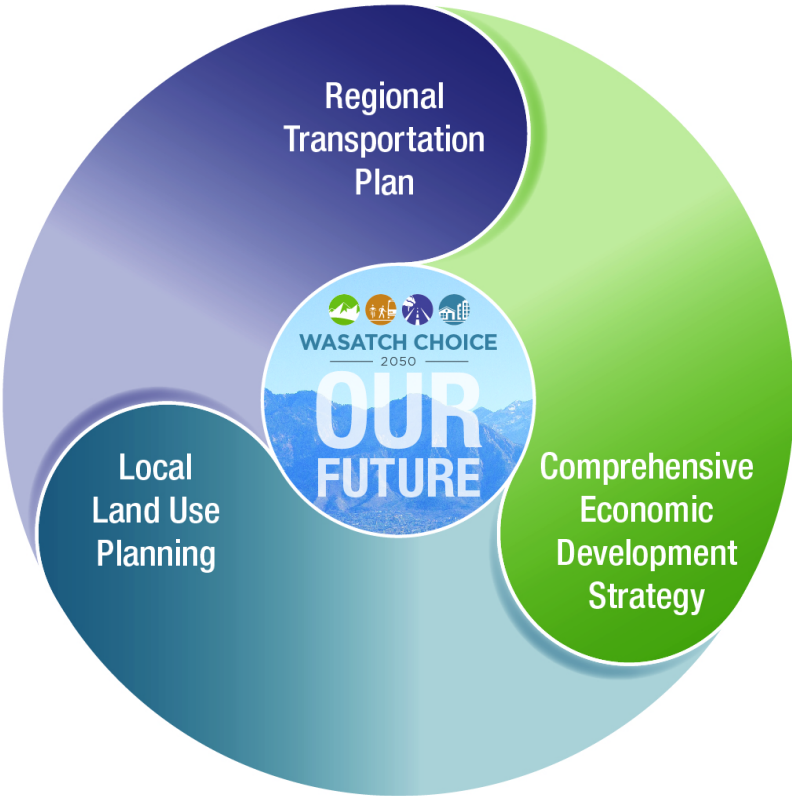 Regional
Transportation
Plan
WASATCH CHOICE
2050
OUR
FUTURE
Local
Land Use
Planning
Comprehensive
Economic
Development
Strategy